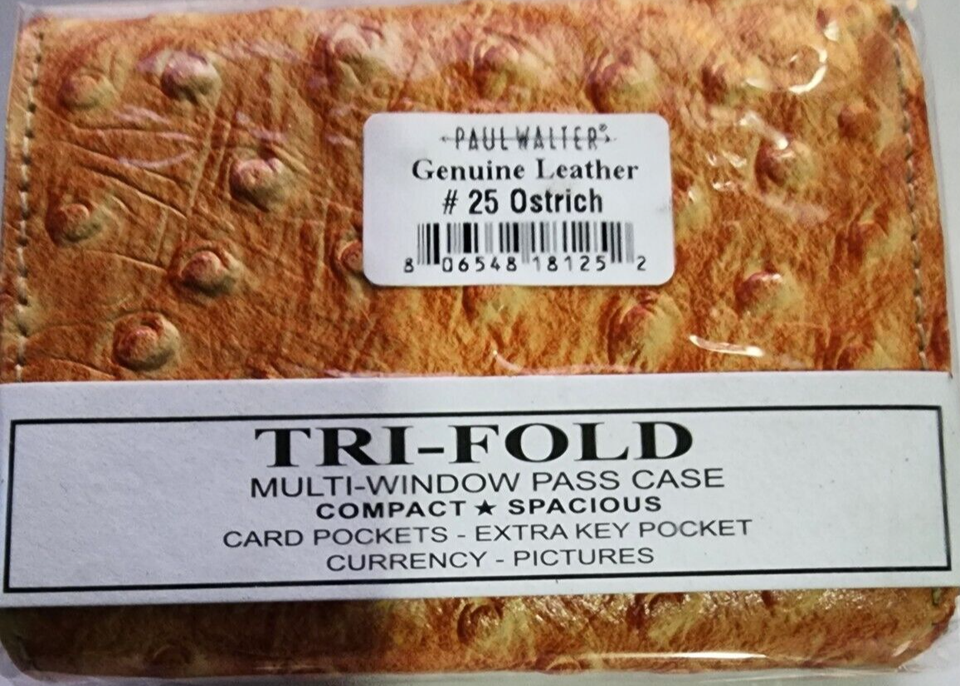 PAUL WALTER®
Genuine Leather
# 25 Ostrich
8 06548 18125 2
TRI-FOLD
MULTI-WINDOW PASS CASE
COMPACT ★ SPACIOUS
CARD POCKETS - EXTRA KEY POCKET
CURRENCY - PICTURES